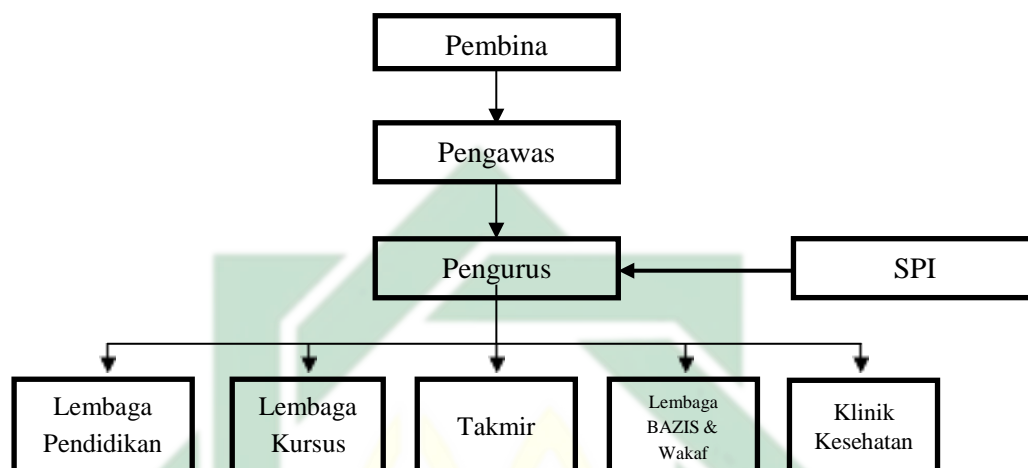 Pembina
Pengawas
Pengurus
SPI
Lembaga
Pendidikan
Lembaga
Kursus
Takmir
Lembaga
BAZIS &
Wakaf
Klinik
Kesehatan